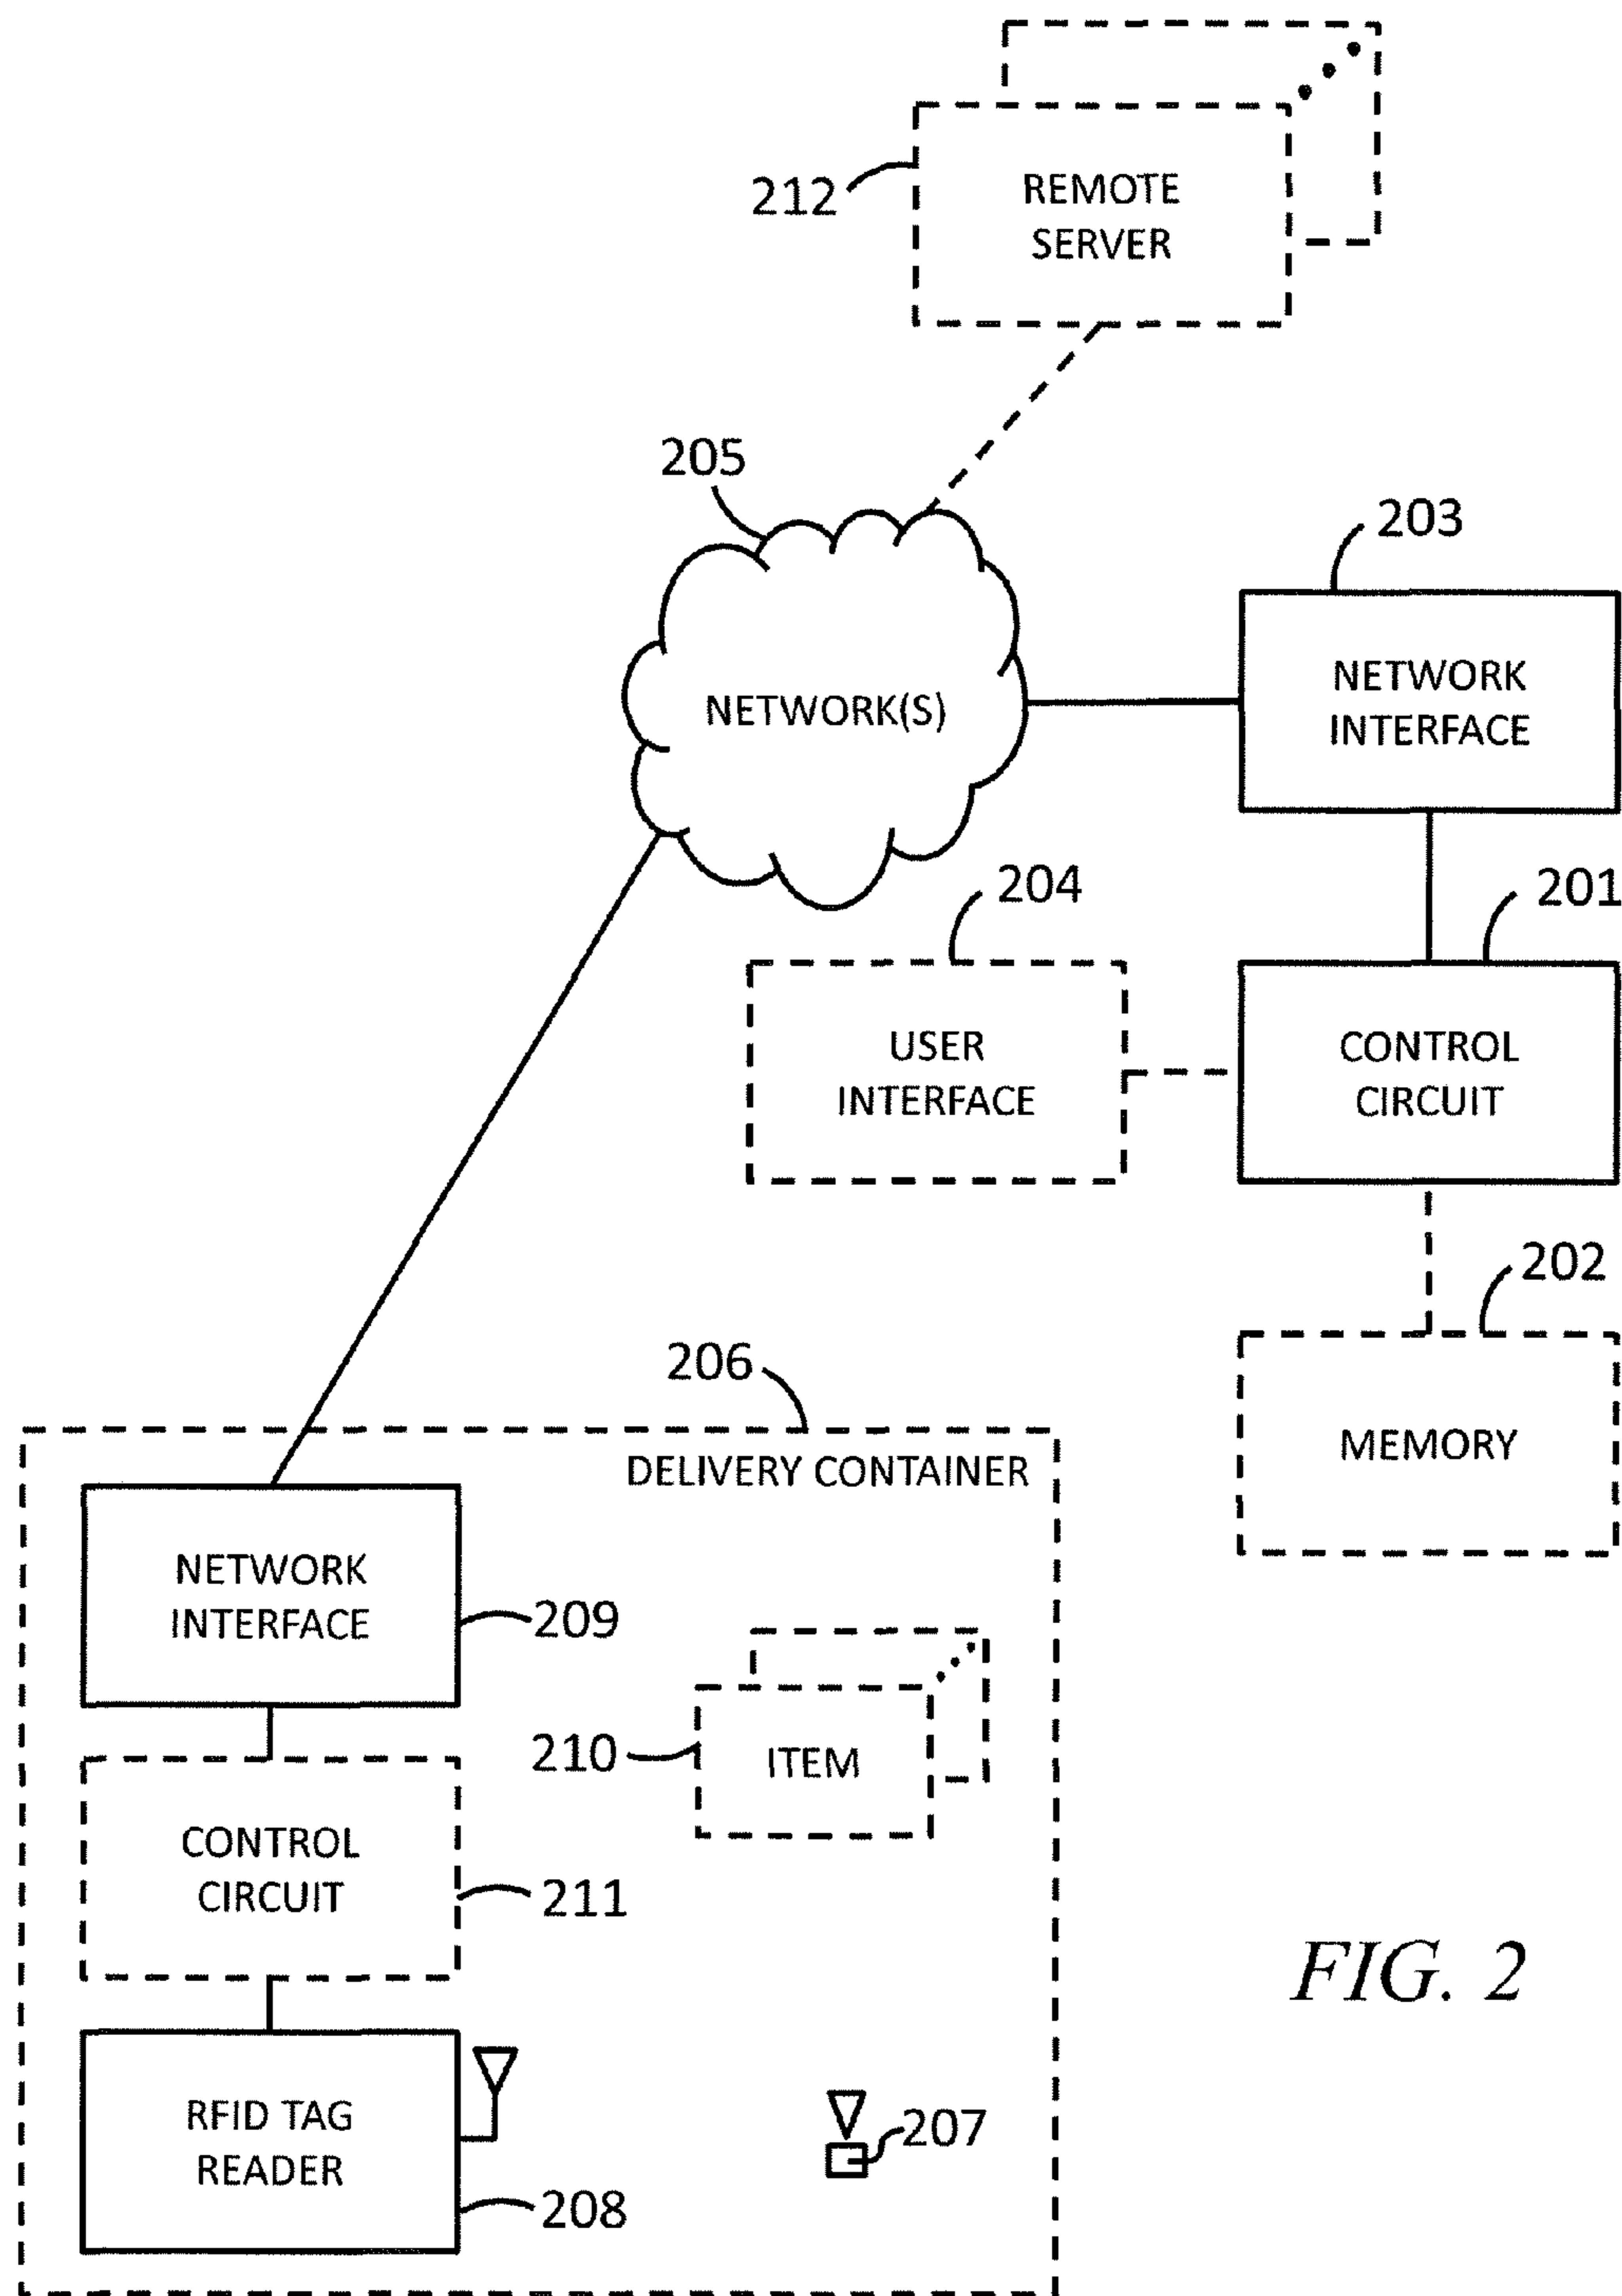 212
REMOTE
SERVER
205
203
NETWORK(S)
NETWORK
INTERFACE
204
201
USER
INTERFACE
CONTROL
CIRCUIT
202
206
MEMORY
DELIVERY CONTAINER
NETWORK
INTERFACE
209
210
ITEM
CONTROL
CIRCUIT
211
FIG. 2
RFID TAG
READER
207
208